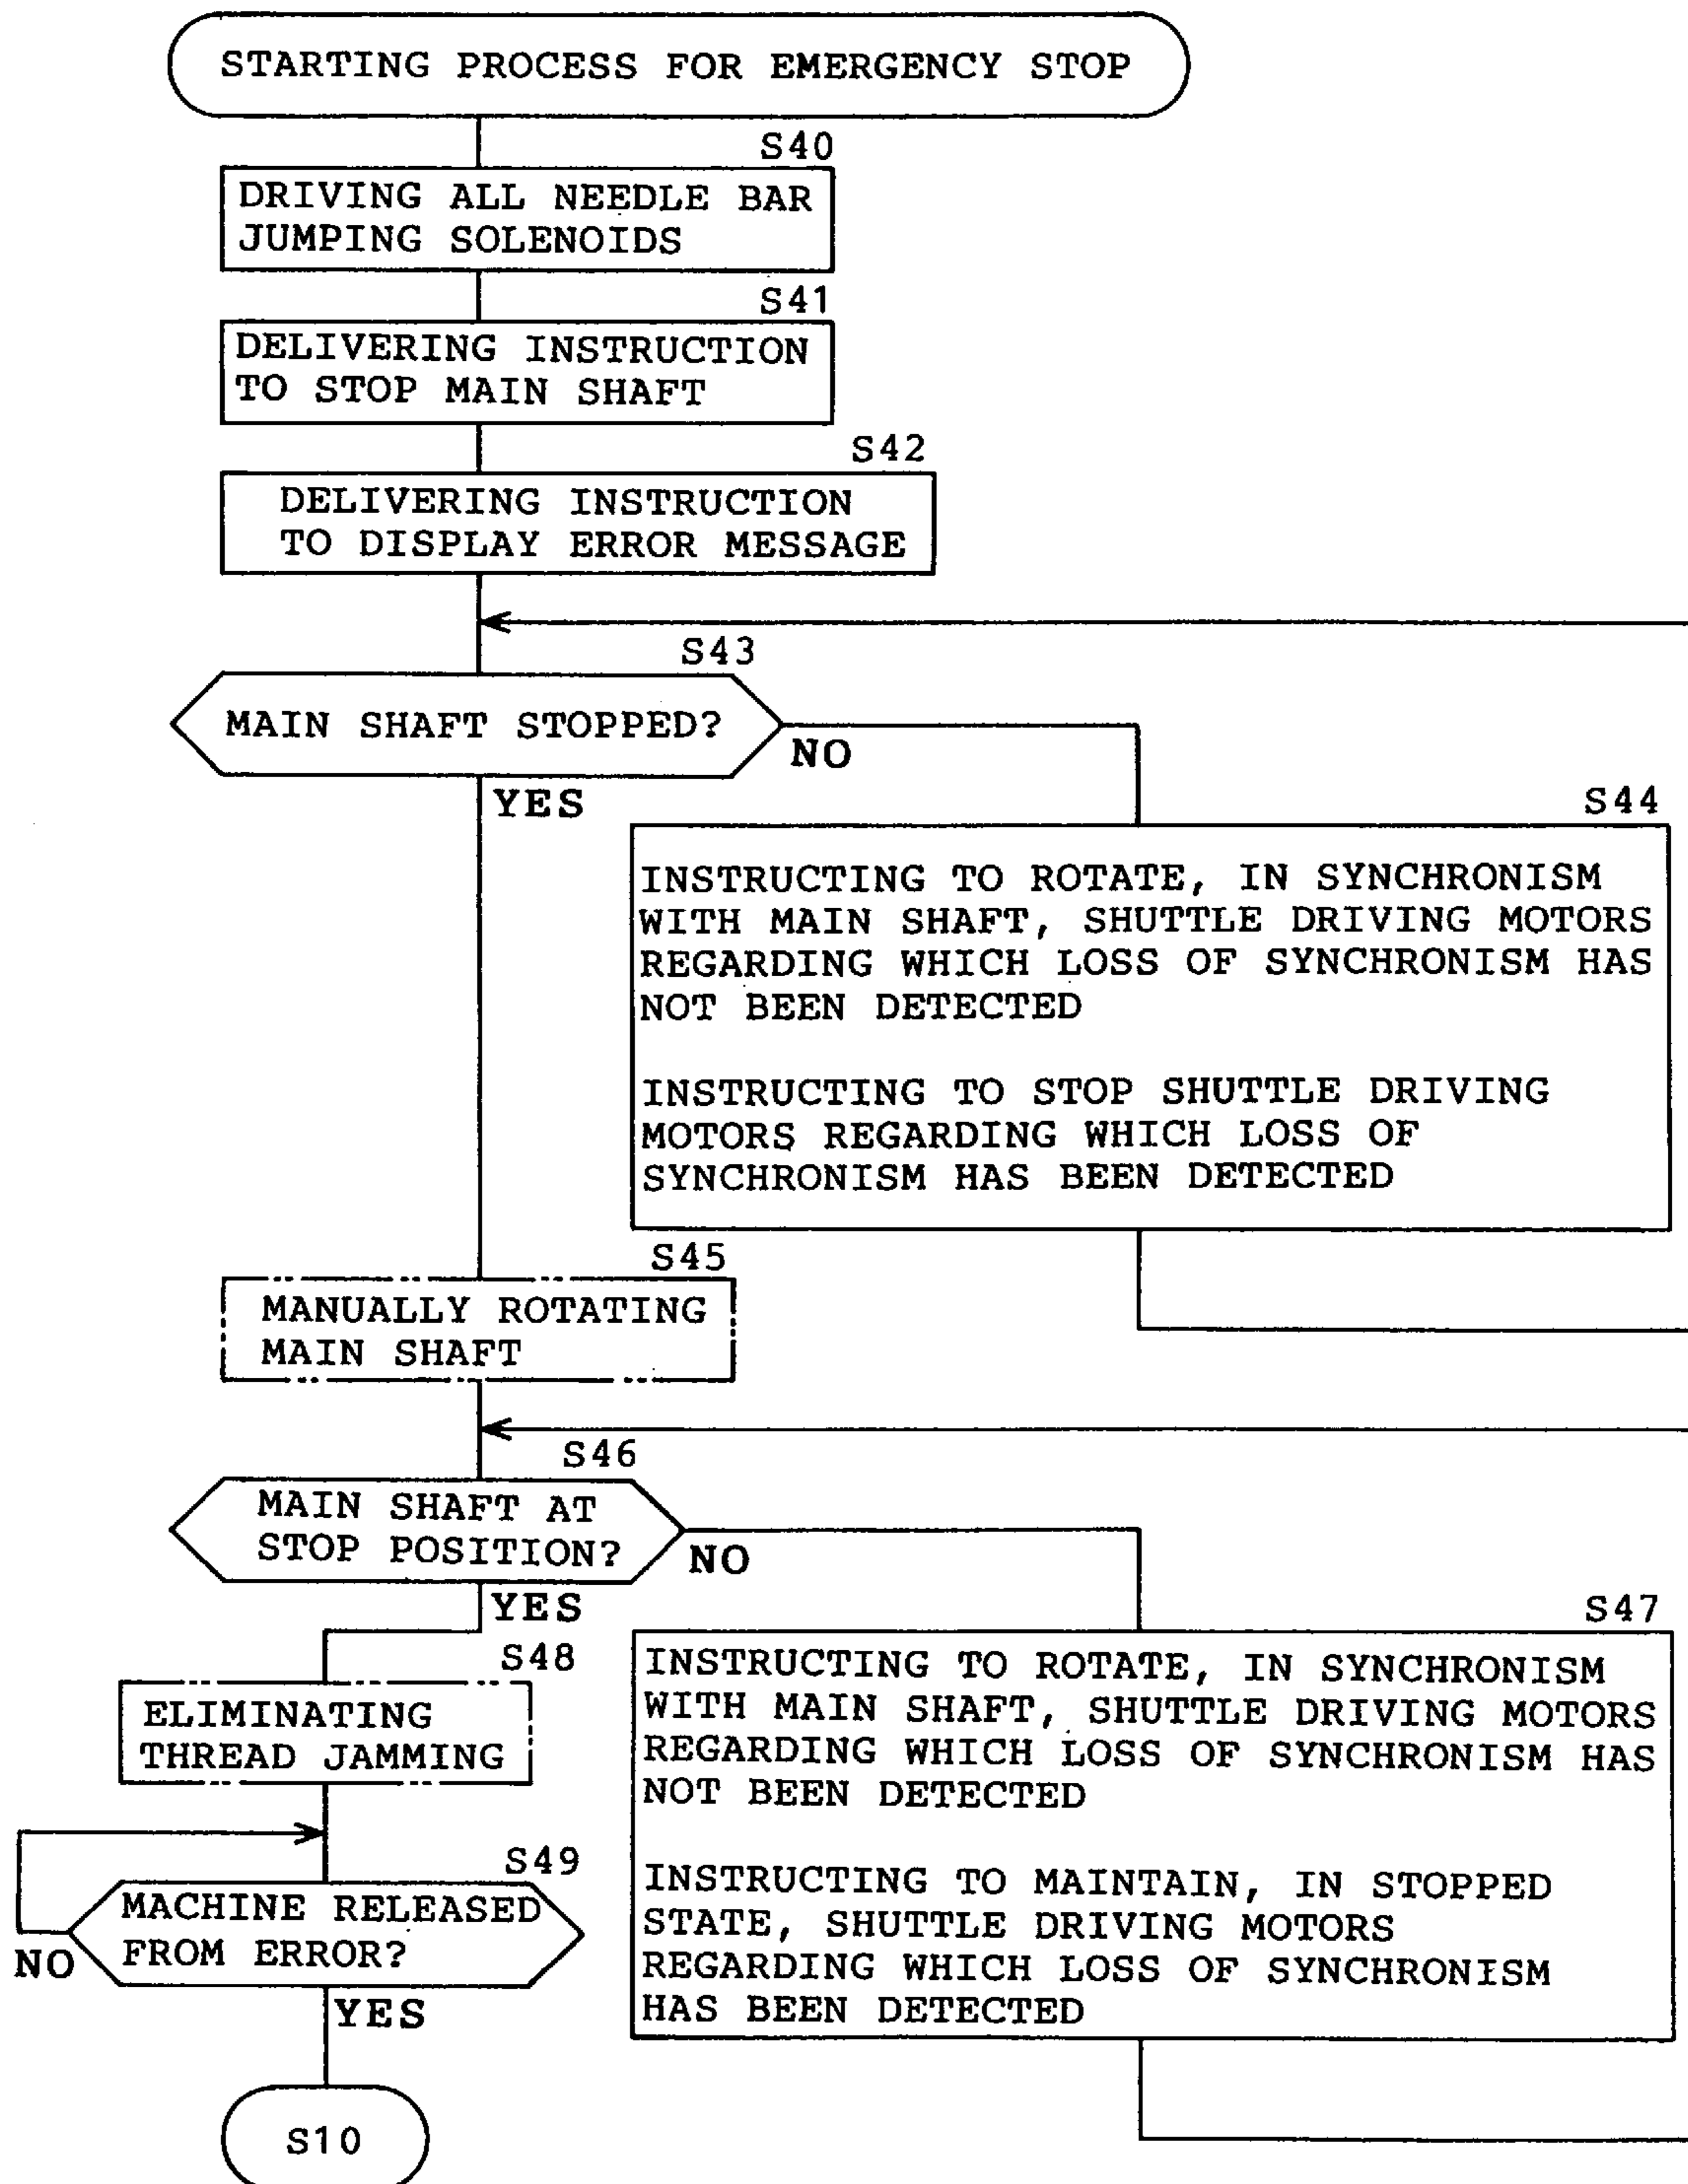 STARTING PROCESS FOR EMERGENCY STOP
S40
DRIVING ALL NEEDLE BAR
JUMPING SOLENOIDS
S41
DELIVERING INSTRUCTION
TO STOP MAIN SHAFT
S42
DELIVERING INSTRUCTION
TO DISPLAY ERROR MESSAGE
S43
MAIN SHAFT STOPPED?
NO
YES
S44
INSTRUCTING TO ROTATE, IN SYNCHRONISM
WITH MAIN SHAFT, SHUTTLE DRIVING MOTORS
REGARDING WHICH LOSS OF SYNCHRONISM HAS
NOT BEEN DETECTED
INSTRUCTING TO STOP SHUTTLE DRIVING
MOTORS REGARDING WHICH LOSS OF
SYNCHRONISM HAS BEEN DETECTED
S45
MANUALLY ROTATING
MAIN SHAFT
S46
MAIN SHAFT AT
STOP POSITION?
NO
YES
S47
INSTRUCTING TO ROTATE, IN SYNCHRONISM
WITH MAIN SHAFT, SHUTTLE DRIVING MOTORS
REGARDING WHICH LOSS OF SYNCHRONISM HAS
NOT BEEN DETECTED
INSTRUCTING TO MAINTAIN, IN STOPPED
STATE, SHUTTLE DRIVING MOTORS
REGARDING WHICH LOSS OF SYNCHRONISM
HAS BEEN DETECTED
S48
ELIMINATING
THREAD JAMMING
S49
MACHINE RELEASED
FROM ERROR?
NO
YES
S10